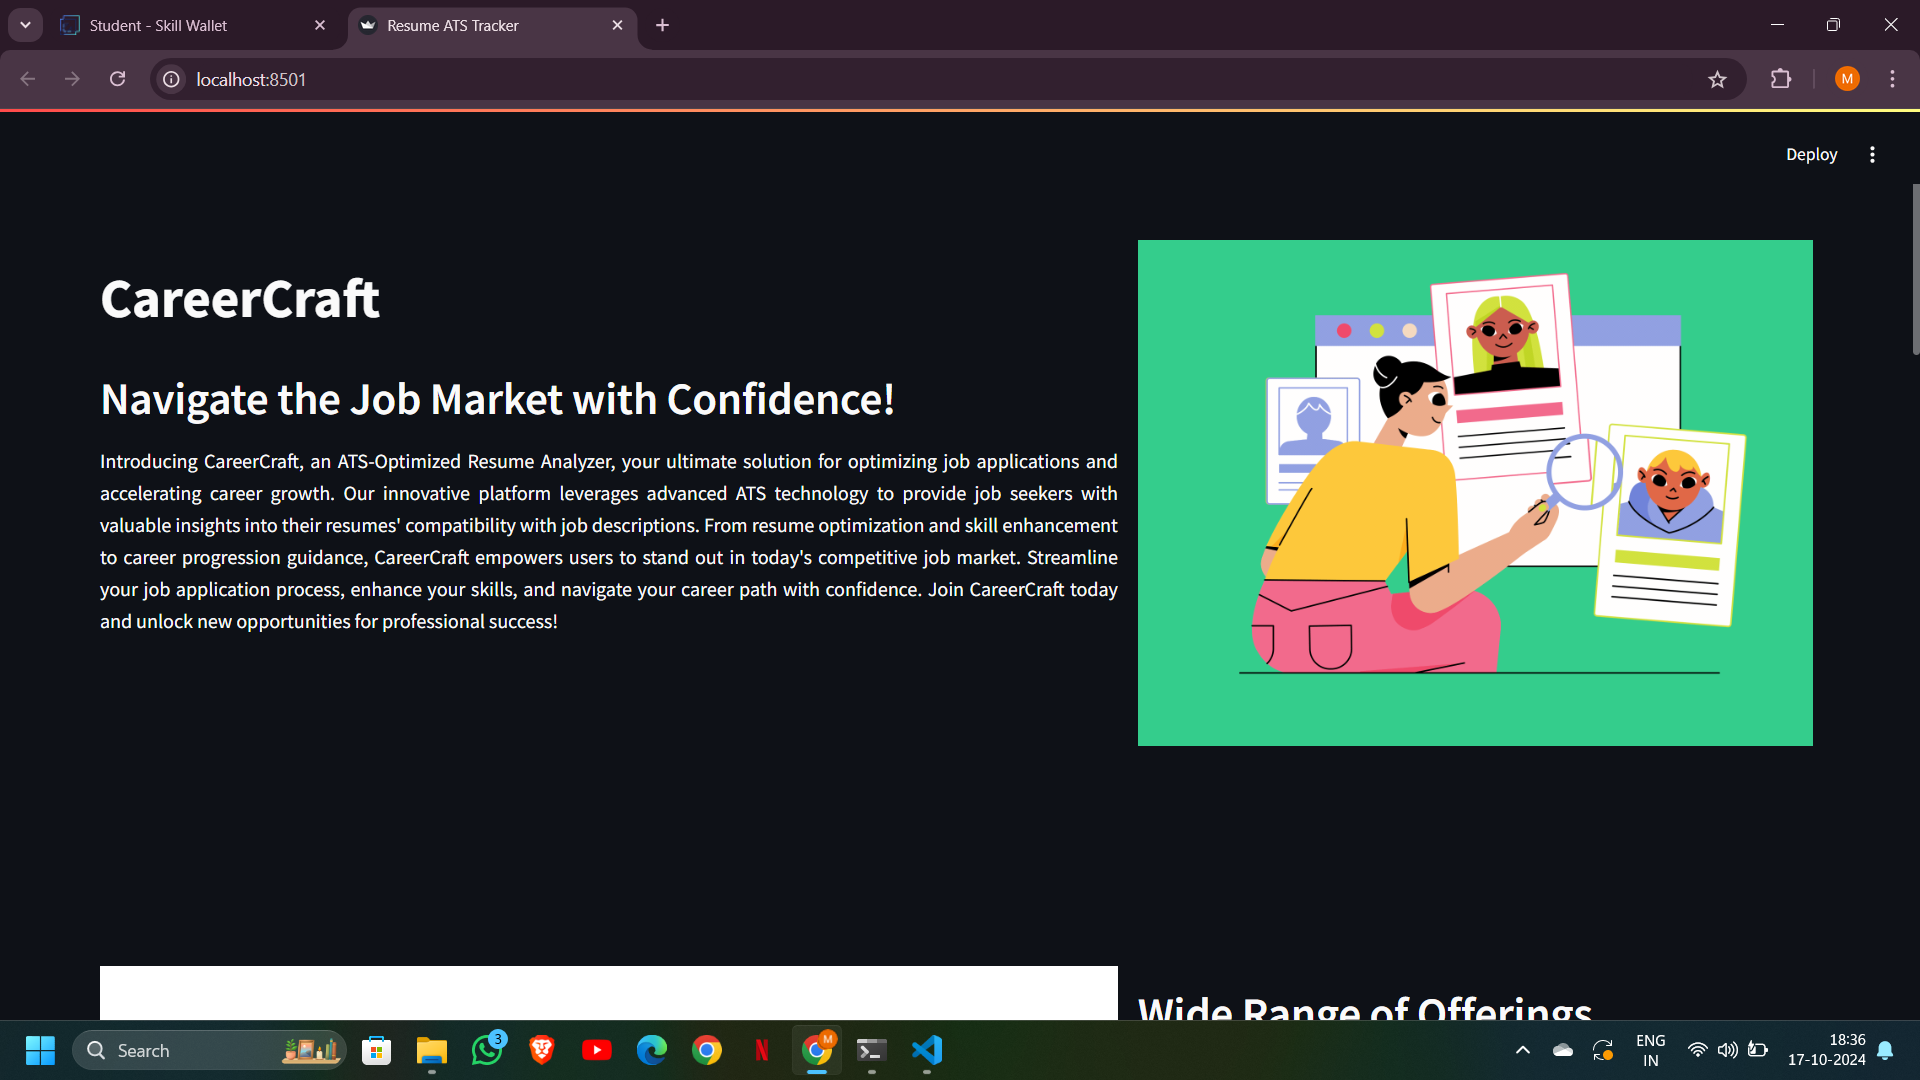 Student - Skill Wallet
Resume ATS Tracker
localhost:8501
M
Deploy
CareerCraft
Navigate the Job Market with Confidence!
Introducing CareerCraft, an ATS-Optimized Resume Analyzer, your ultimate solution for optimizing job applications and
accelerating career growth. Our innovative platform leverages advanced ATS technology to provide job seekers with
valuable insights into their resumes' compatibility with job descriptions. From resume optimization and skill enhancement
to career progression guidance, CareerCraft empowers users to stand out in today's competitive job market. Streamline
your job application process, enhance your skills, and navigate your career path with confidence. Join CareerCraft today
and unlock new opportunities for professional success!
Wide Range of Offerings
Search
3
N
M
ENG
IN
18:36
17-10-2024